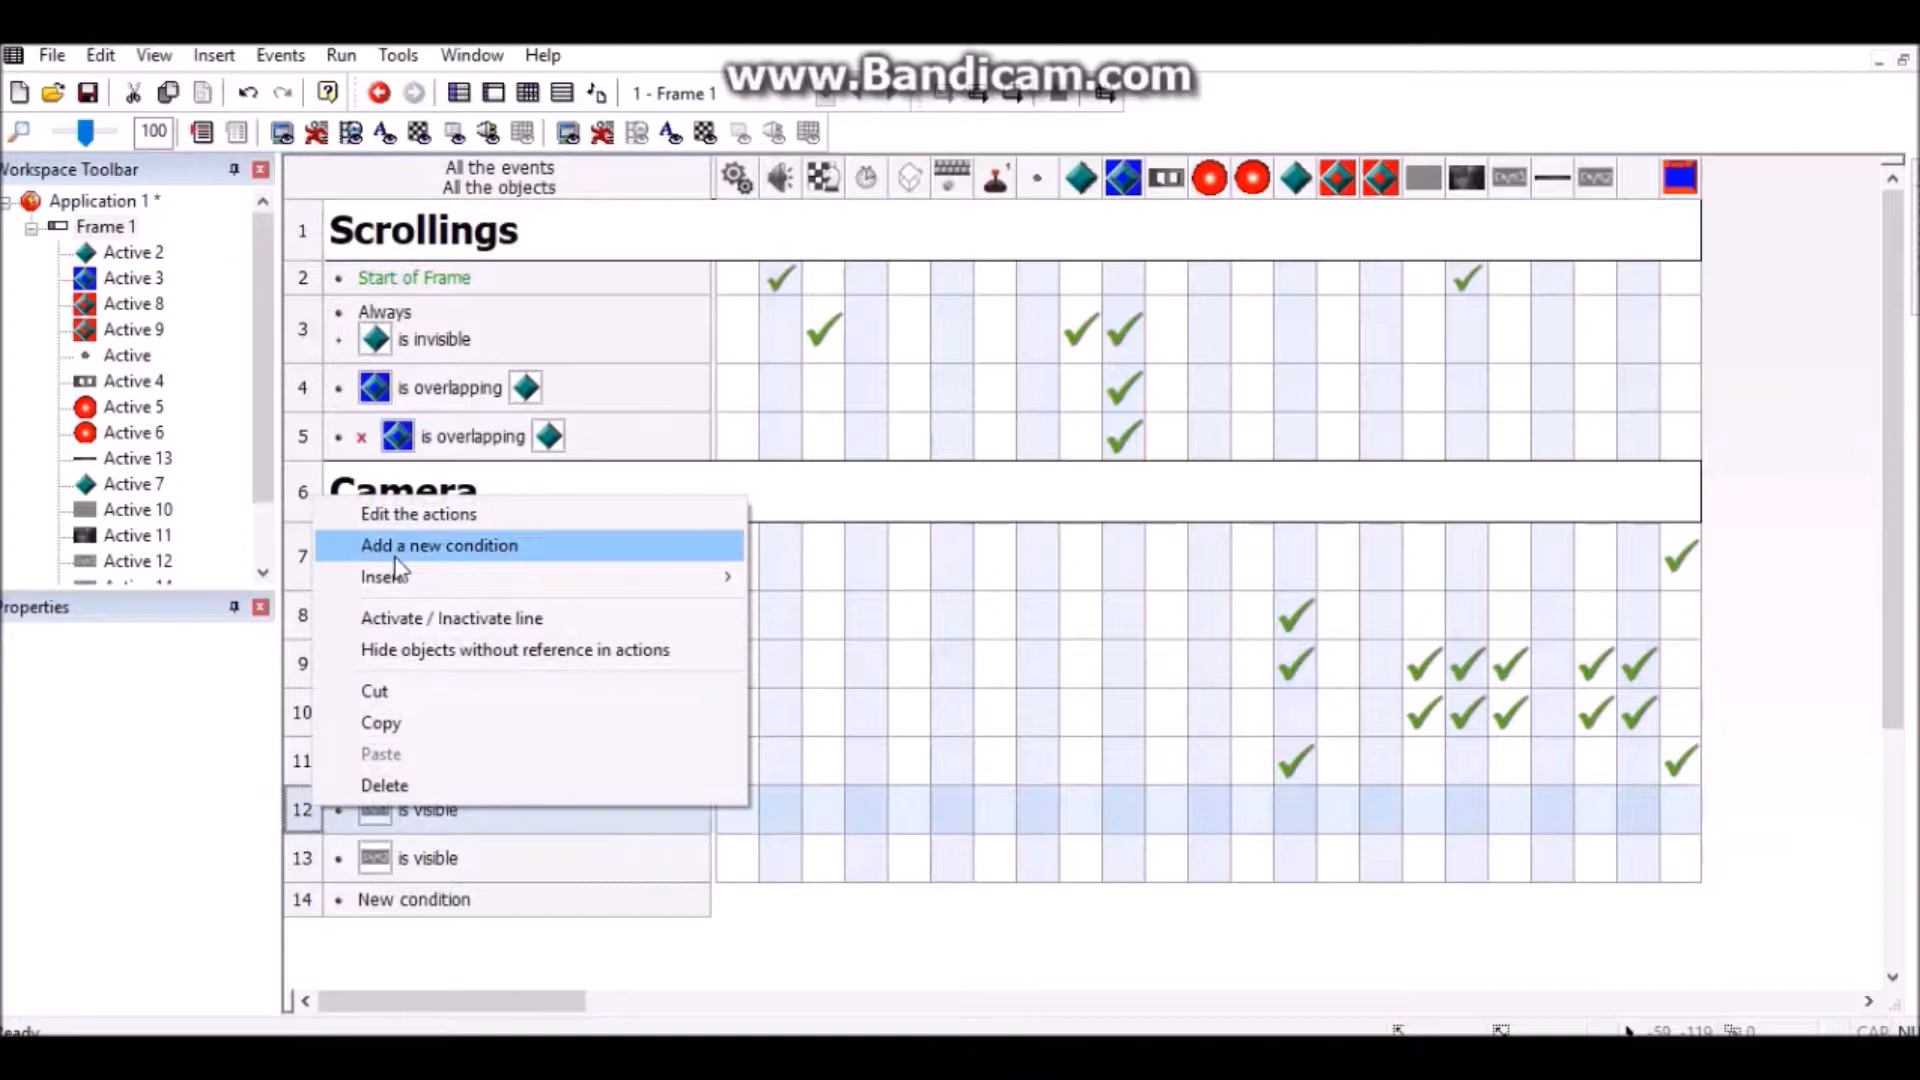 File Edit View Insert Events Run Tools Window Help
www.Bandicam.com
1 - Frame 1
100
Workspace Toolbar
Application 1 *
Frame 1
Active 2
Active 3
Active 8
Active 9
Active
Active 4
Active 5
Active 6
Active 13
Active 7
Active 10
Active 11
Active 12
Properties
All the events
All the objects
1 Scrollings
2 • Start of Frame
3 • Always
• is invisible
4 • is overlapping
5 • x is overlapping
6 Camera
7
8
9
10
11
12 • is visible
13 • is visible
14 • New condition
Edit the actions
Add a new condition
Insert
Activate / Inactivate line
Hide objects without reference in actions
Cut
Copy
Paste
Delete
Ready
-59, -119
0
CAP